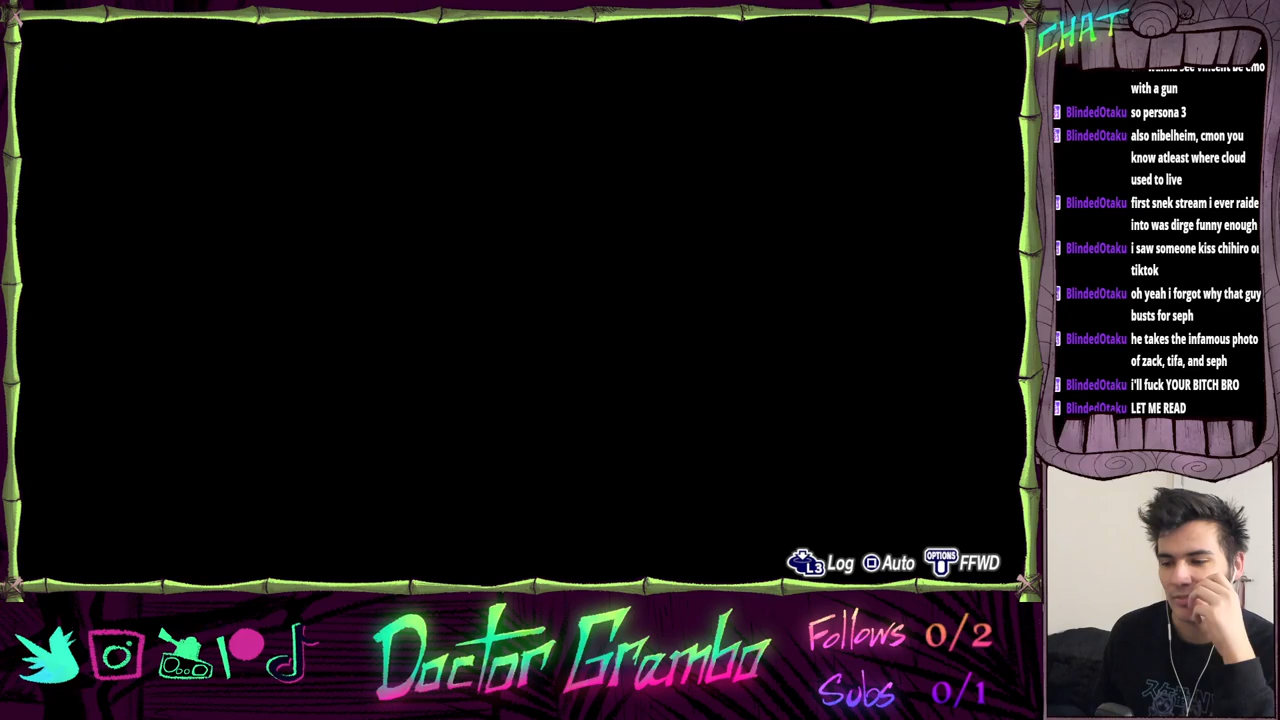 CHAT
with a gun
BlindedOtaku so persona 3
BlindedOtaku also nibelheim, cmon you
know atleast where cloud
used to live
BlindedOtaku first snek stream i ever raide
into was dirge funny enough
BlindedOtaku i saw someone kiss chihiro o
tiktok
BlindedOtaku oh yeah i forgot why that guy
busts for seph
BlindedOtaku he takes the infamous photo
of zack, tifa, and seph
BlindedOtaku i'll fuck YOUR BITCH BRO
BlindedOtaku LET ME READ
L3 Log Auto OPTIONS FFWD
Doctor Grambo
Follows 0/2
Subs 0/1